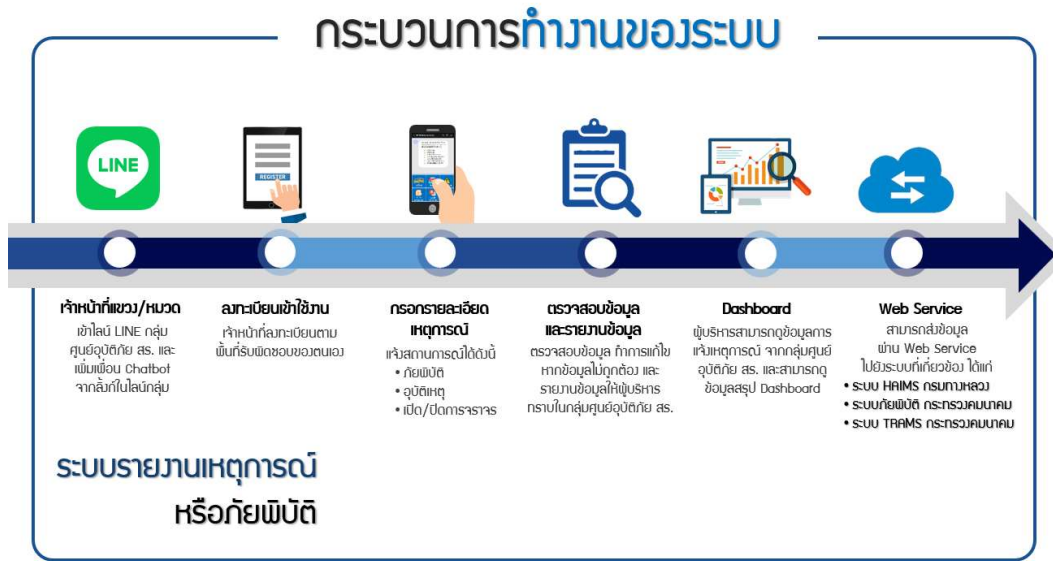 กระบวนการทำงานของระบบ
LINE
REGISTER
เจ้าหน้าที่แขวง/หมวด
เข้าไลน์ LINE กลุ่ม
ศูนย์อุบัติภัย สร. และ
เพิ่มเพื่อน Chatbot
จากลิ้งก์ในไลน์กลุ่ม
ลงทะเบียนเข้าใช้งาน
เจ้าหน้าที่ลงทะเบียนตาม
พื้นที่รับผิดชอบของตนเอง
กรอกรายละเอียด
เหตุการณ์
แจ้งสถานการณ์ได้ดังนี้
• ภัยพิบัติ
• อุบัติเหตุ
• เปิด/ปิดการจราจร
ตรวจสอบข้อมูล
และรายงานข้อมูล
ตรวจสอบข้อมูล ทำการแก้ไข
หากข้อมูลไม่ถูกต้อง และ
รายงานข้อมูลให้ผู้บริหาร
ทราบในกลุ่มศูนย์อุบัติภัย สร.
Dashboard
ผู้บริหารสามารถดูข้อมูลการ
แจ้งเหตุการณ์ จากกลุ่มศูนย์
อุบัติภัย สร. และสามารถดู
ข้อมูลสรุป Dashboard
Web Service
สามารถส่งข้อมูล
ผ่าน Web Service
ไปยังระบบที่เกี่ยวข้อง ได้แก่
• ระบบ HAIMS กรมทางหลวง
• ระบบภัยพิบัติ กระทรวงคมนาคม
• ระบบ TRAMS กระทรวงคมนาคม
ระบบรายงานเหตุการณ์
หรือภัยพิบัติ